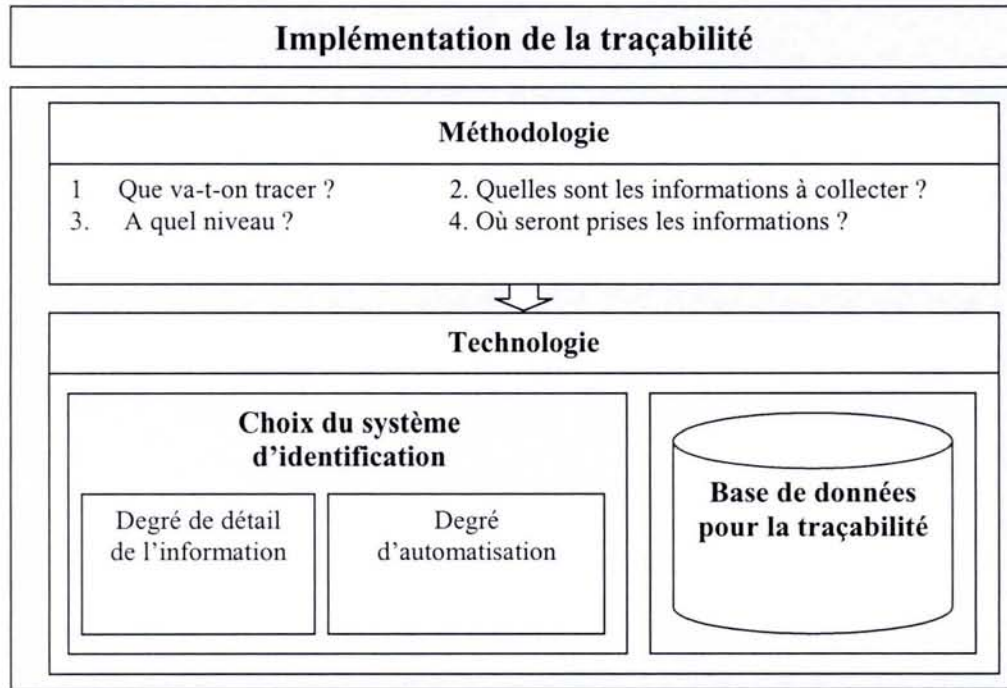 Implémentation de la traçabilité
Méthodologie
1 Que va-t-on tracer ?
2. Quelles sont les informations à collecter ?
3. A quel niveau ?
4. Où seront prises les informations ?
Technologie
Choix du système
d’identification
Degré de détail
de l’information
Degré
d’automatisation
Base de données
pour la traçabilité